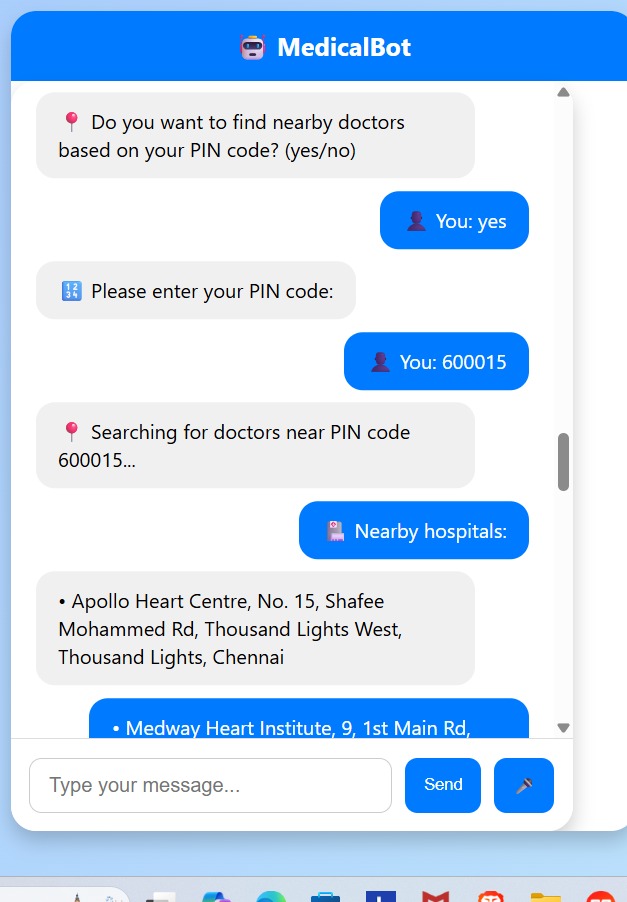 MedicalBot
Do you want to find nearby doctors
based on your PIN code? (yes/no)
You: yes
Please enter your PIN code:
You: 600015
Searching for doctors near PIN code
600015...
Nearby hospitals:
• Apollo Heart Centre, No. 15, Shafee
Mohammed Rd, Thousand Lights West,
Thousand Lights, Chennai
• Medway Heart Institute, 9, 1st Main Rd,
Type your message...
Send